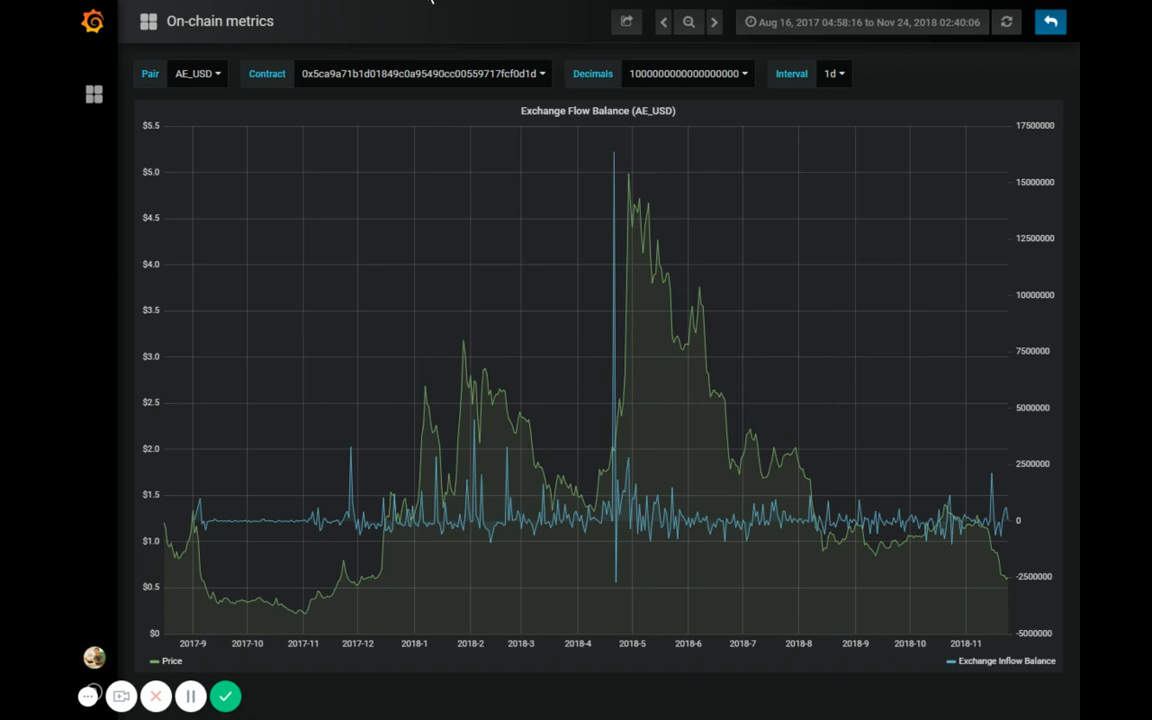 On-chain metrics
Aug 16, 2017 04:58:16 to Nov 24, 2018 02:40:06
Pair AE_USD Contract 0x5ca9a71b1d01849c0a95490cc00559717fcf0d1d Decimals 1000000000000000000 Interval 1d
Exchange Flow Balance (AE_USD)
$5.5 17500000
$5.0 15000000
$4.5 12500000
$4.0 10000000
$3.5
$3.0 7500000
$2.5 5000000
$2.0 2500000
$1.5 0
$1.0
$0.5 -2500000
$0 -5000000
2017-9 2017-10 2017-11 2017-12 2018-1 2018-2 2018-3 2018-4 2018-5 2018-6 2018-7 2018-8 2018-9 2018-10 2018-11
Price Exchange Inflow Balance